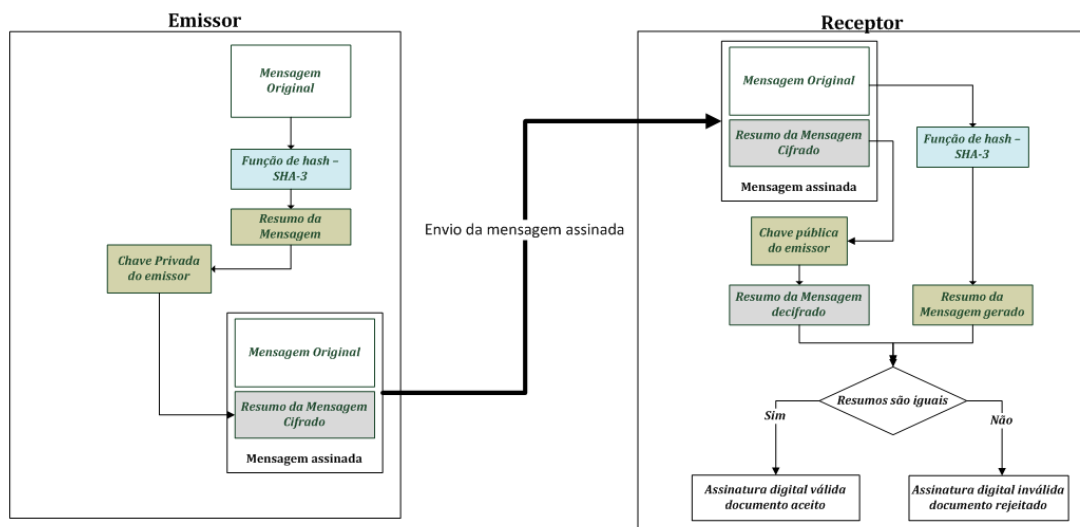 Emissor
Mensagem
Original
Função de hash –
SHA-3
Resumo da
Mensagem
Chave Privada
do emissor
Mensagem Original
Resumo da Mensagem
Cifrado
Mensagem assinada
Envio da mensagem assinada
Receptor
Mensagem Original
Resumo da Mensagem
Cifrado
Mensagem assinada
Função de hash –
SHA-3
Chave pública
do emissor
Resumo da Mensagem
decifrado
Resumo da
Mensagem gerado
Resumos são iguais
Sim
Não
Assinatura digital válida
documento aceito
Assinatura digital inválida
documento rejeitado